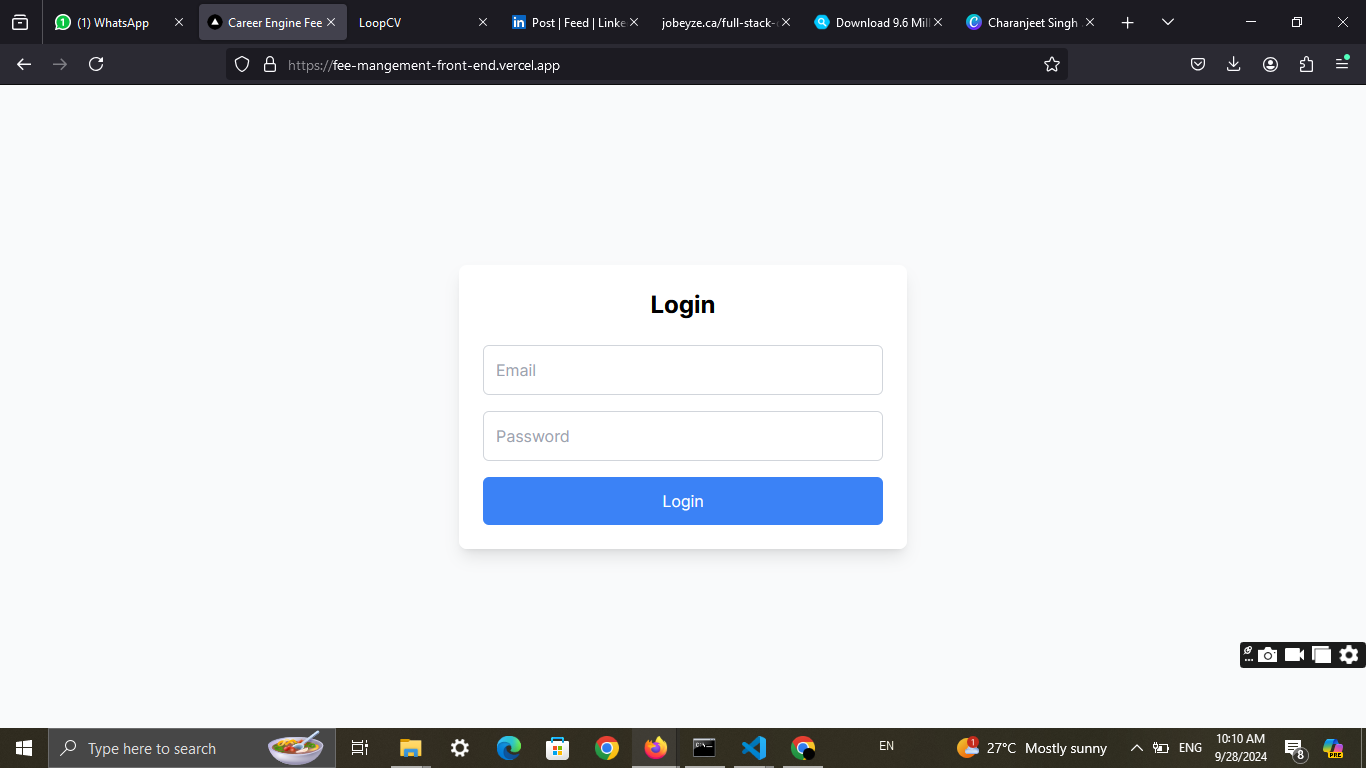 (1) WhatsApp
Career Engine Fee
LoopCV
Post | Feed | Linke
jobeyze.ca/full-stack-
Download 9.6 Mill
Charanjeet Singh
https://fee-mangement-front-end.vercel.app
Login
Email
Password
Login
Type here to search
EN
1
27°C Mostly sunny
ENG
10:10 AM
9/28/2024
8
PRE